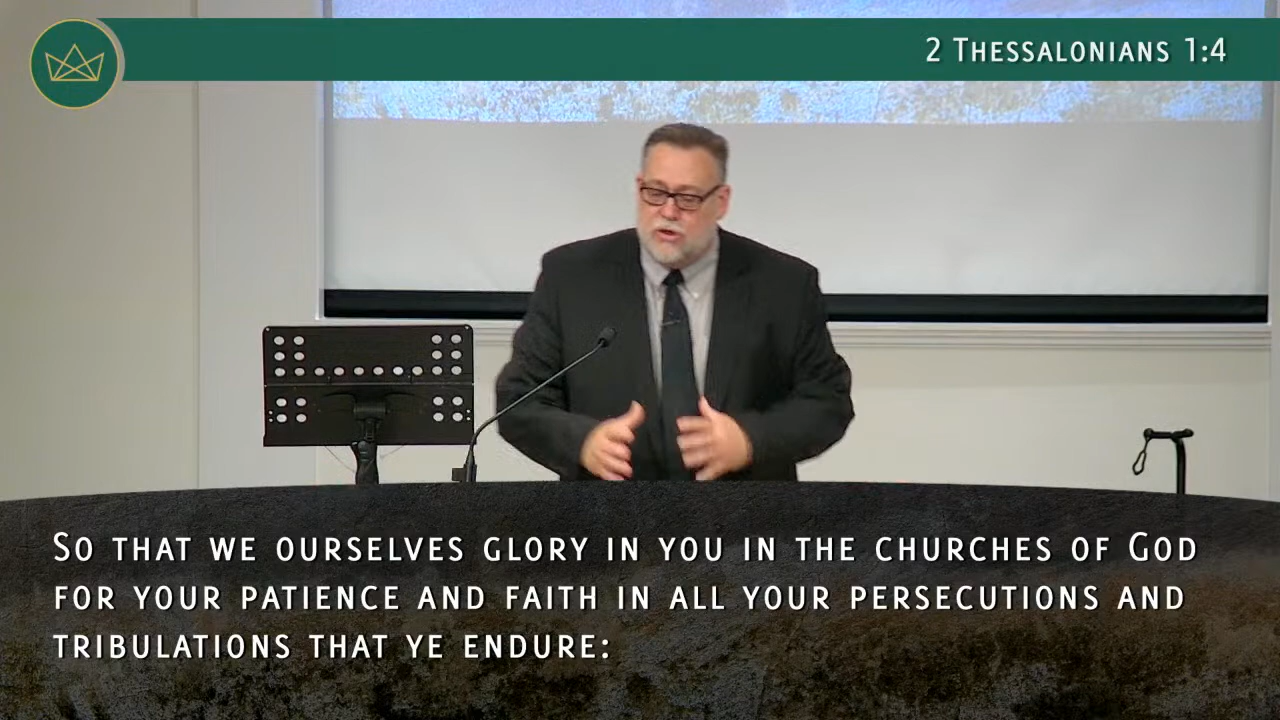 2 Thessalonians 1:4
So that we ourselves glory in you in the churches of God
for your patience and faith in all your persecutions and
tribulations that ye endure: